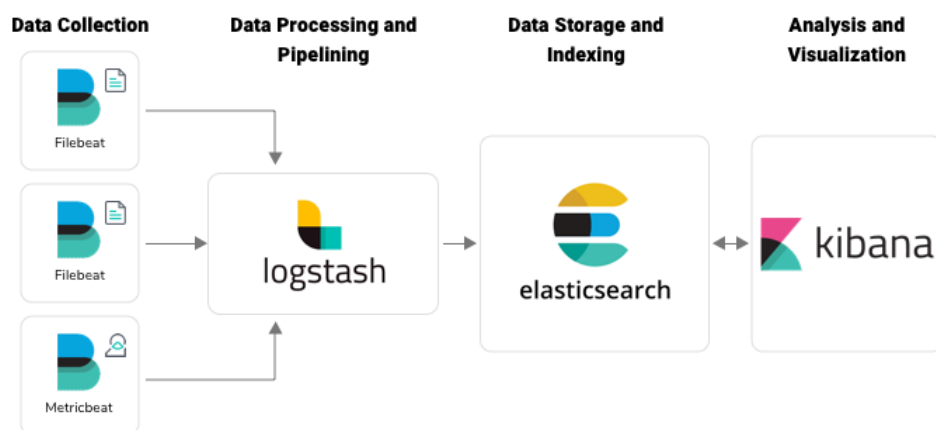 Data Collection
Data Processing and
Pipelining
Data Storage and
Indexing
Analysis and
Visualization
Filebeat
Filebeat
Metricbeat
logstash
elasticsearch
kibana